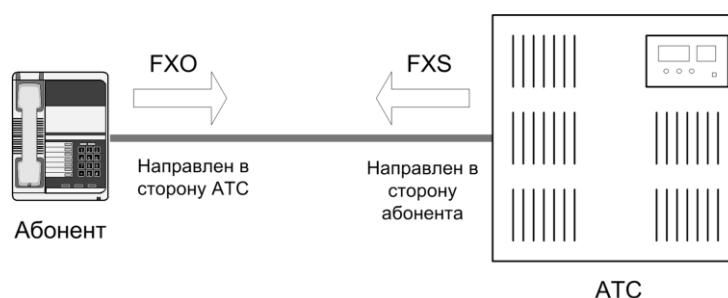 FXO
FXS
Направлен в
сторону АТС
Направлен в
сторону
абонента
Абонент
АТС